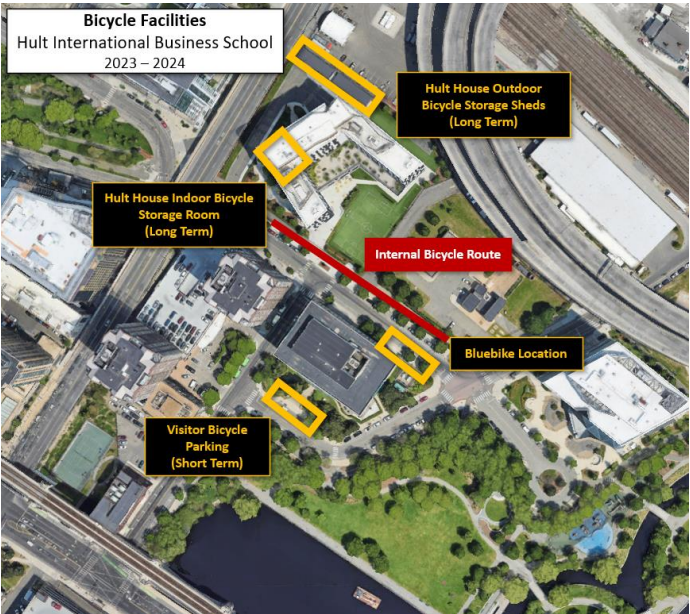 Bicycle Facilities
Hult International Business School
2023 – 2024
Hult House Outdoor
Bicycle Storage Sheds
(Long Term)
Hult House Indoor Bicycle
Storage Room
(Long Term)
Internal Bicycle Route
Bluebike Location
Visitor Bicycle
Parking
(Short Term)